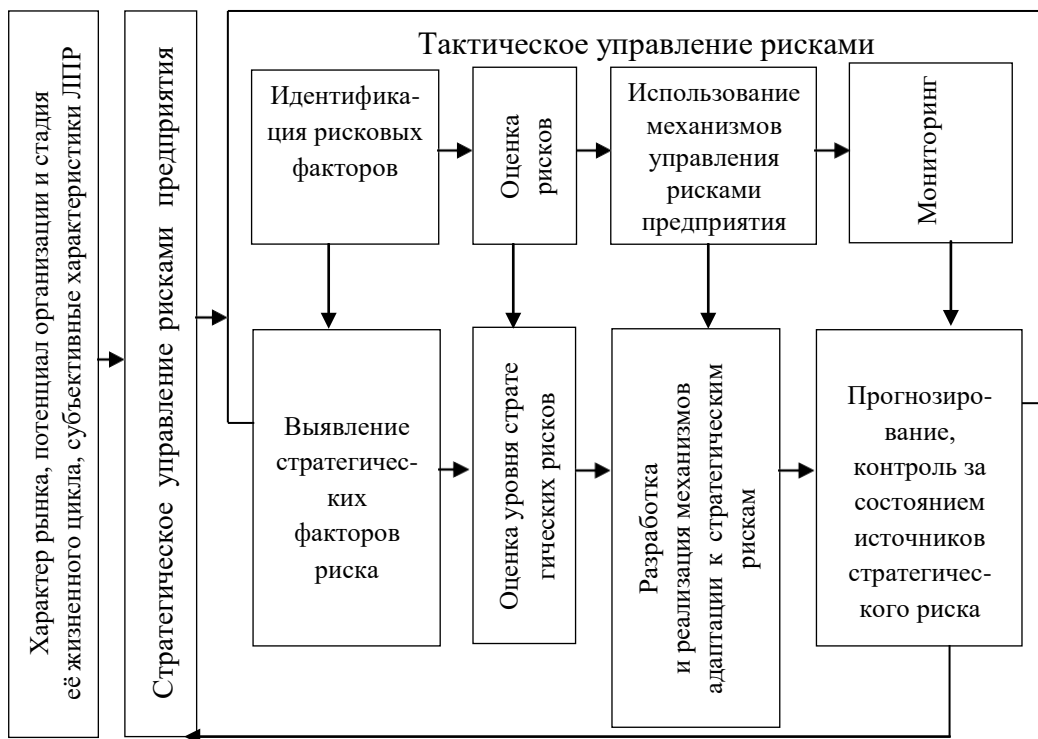 Характер рынка, потенциал организации и стадия
её жизненного цикла, субъективные характеристики ЛПР
Стратегическое управление рисками предприятия
Тактическое управление рисками
Идентифика-
ция рисковых
факторов
Оценка
рисков
Использование
механизмов
управления
рисками
предприятия
Мониторинг
Выявление
стратегичес-
ких
факторов
риска
Оценка уровня страте
гических рисков
Разработка
и реализация механизмов
адаптации к стратегическим
рискам
Прогнозиро-
вание,
контроль за
состоянием
источников
стратегичес-
кого риска